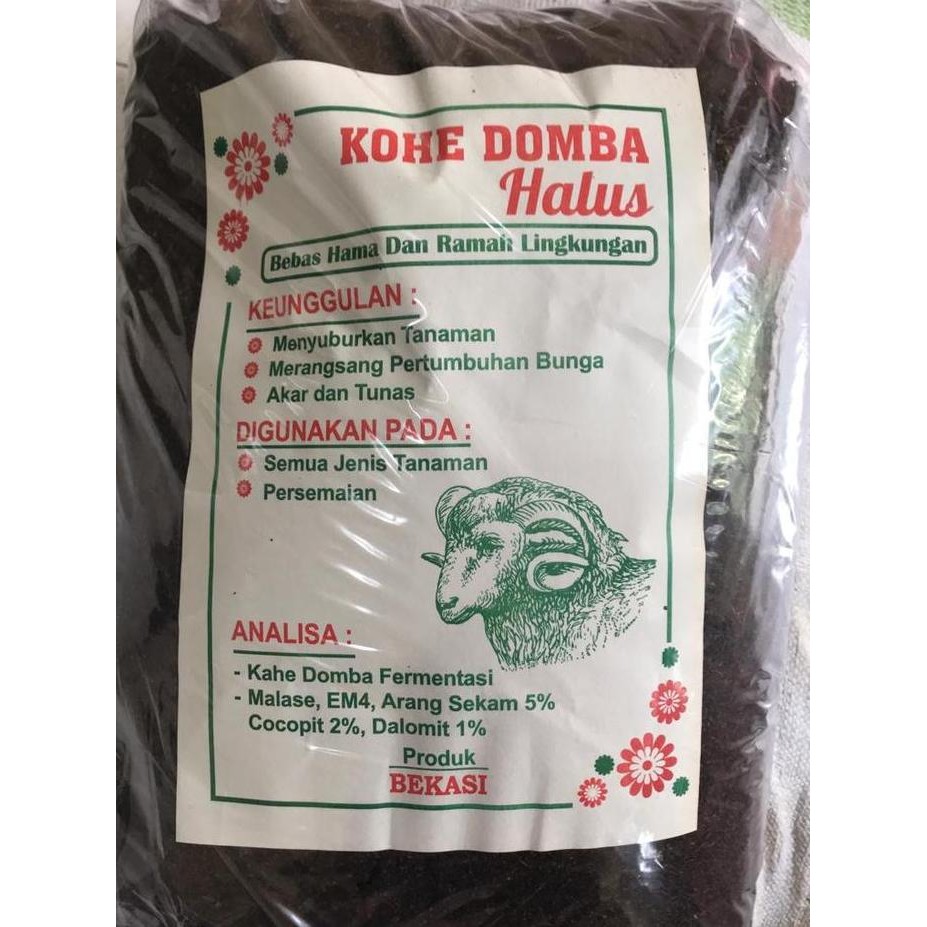 KOHE DOMBA
Halus
Bebas Hama Dan Ramah Lingkungan
KEUNGGULAN :
Menyuburkan Tanaman
Merangsang Pertumbuhan Bunga
Akar dan Tunas
DIGUNAKAN PADA :
Semua Jenis Tanaman
Persemaian
ANALISA :
- Kahe Domba Fermentasi
- Malase, EM4, Arang Sekam 5%
Cocopit 2%, Dalomit 1%
Produk
BEKASI